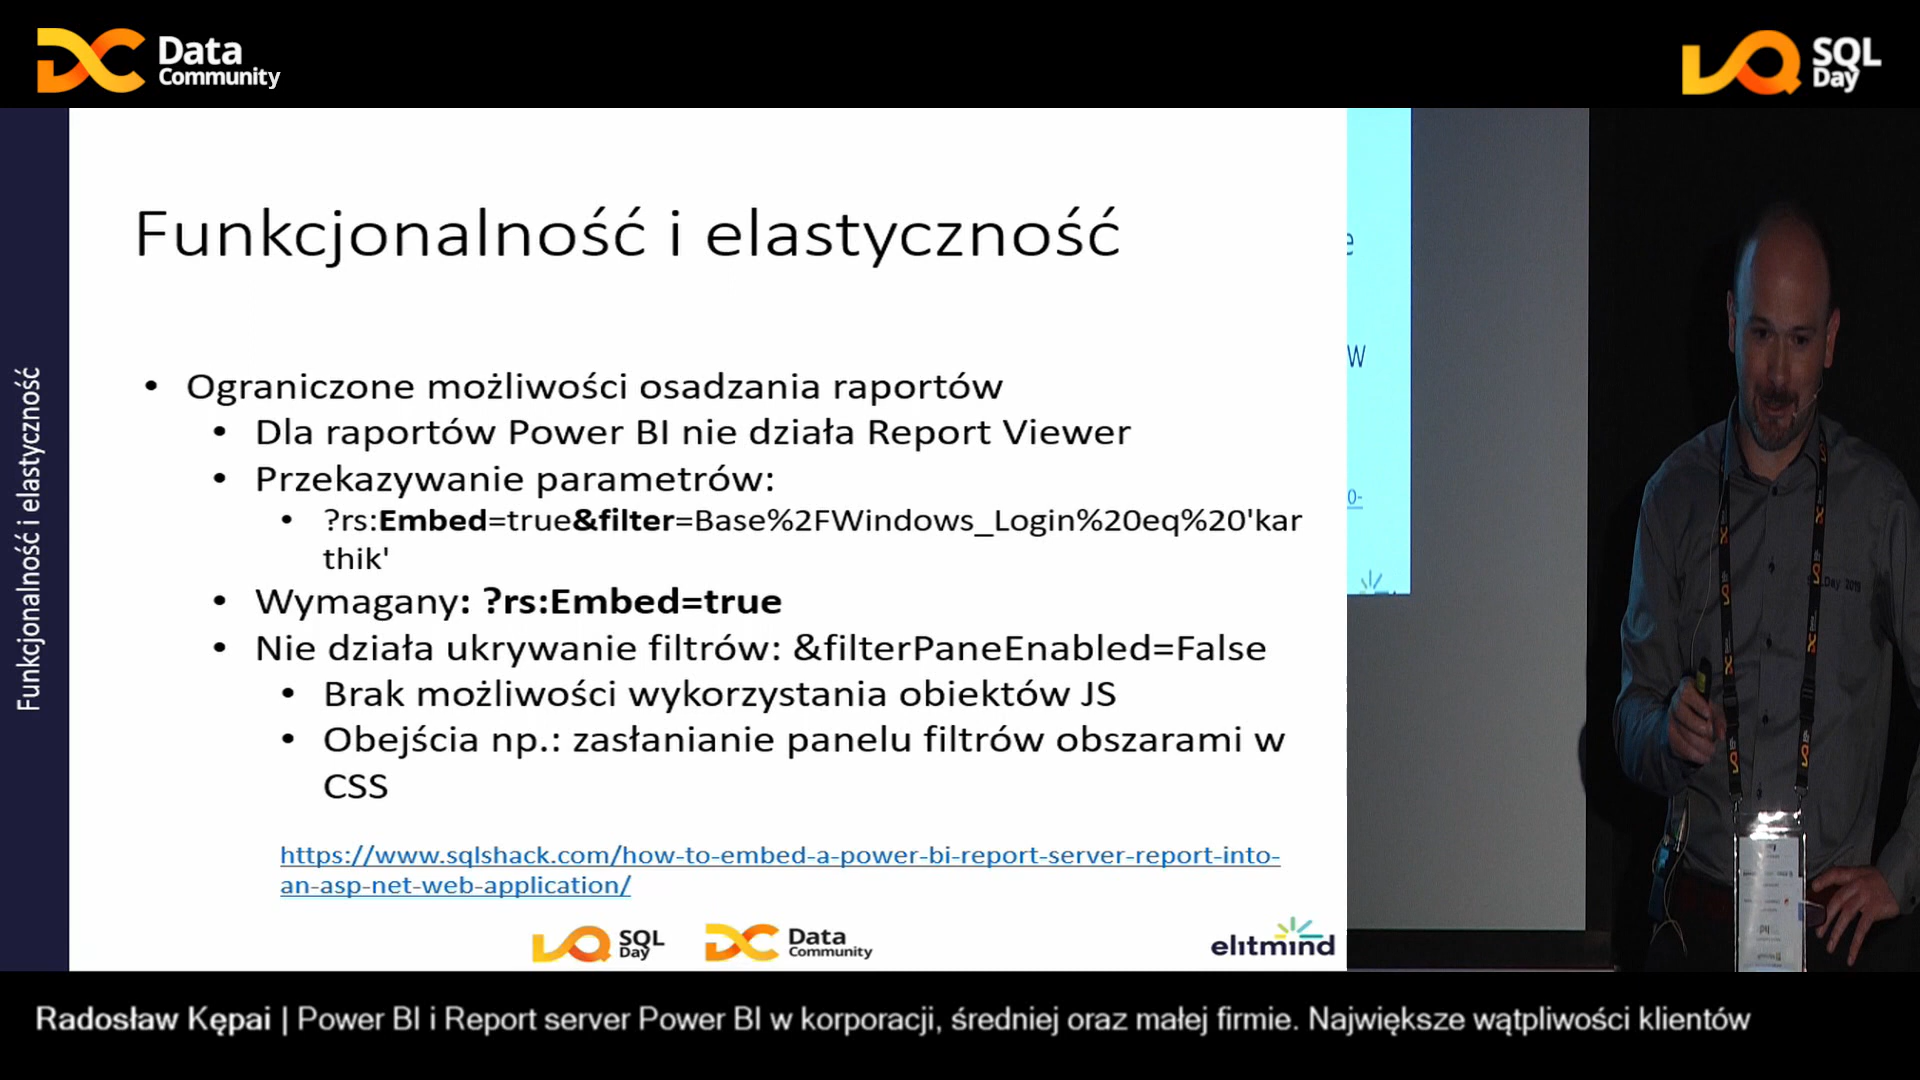 Data
Community
SQL
Day
Funkcjonalność i elastyczność
Funkcjonalność i elastyczność
• Ograniczone możliwości osadzania raportów
• Dla raportów Power BI nie działa Report Viewer
• Przekazywanie parametrów:
• ?rs:Embed=true&filter=Base%2FWindows_Login%20eq%20'kar
thik'
• Wymagany: ?rs:Embed=true
• Nie działa ukrywanie filtrów: &filterPaneEnabled=False
• Brak możliwości wykorzystania obiektów JS
• Obejścia np.: zasłanianie panelu filtrów obszarami w
CSS
https://www.sqlshack.com/how-to-embed-a-power-bi-report-server-report-into-
an-asp-net-web-application/
SQL
Day
Data
Community
elitmind
e
w
0-
Radosław Kępai | Power BI i Report server Power BI w korporacji, średniej oraz małej firmie. Największe wątpliwości klientów